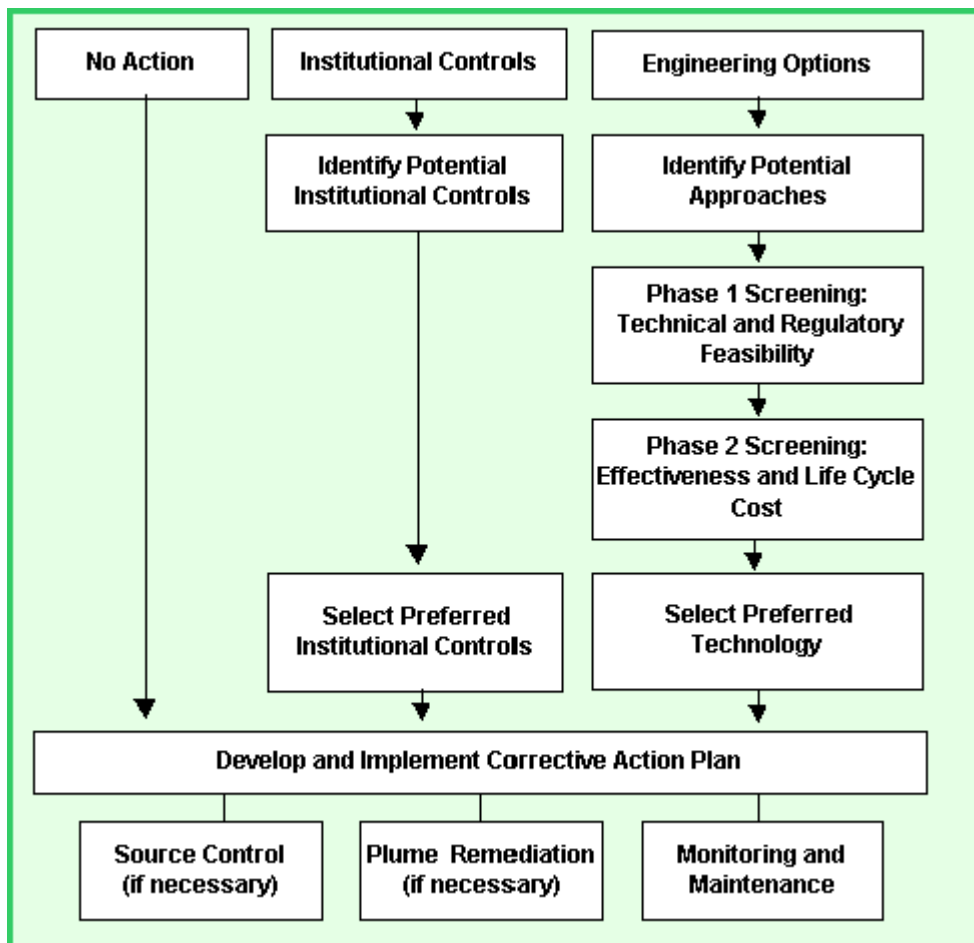 No Action
Institutional Controls
Engineering Options
Identify Potential
Institutional Controls
Identify Potential
Approaches
Phase 1 Screening:
Technical and Regulatory
Feasibility
Phase 2 Screening:
Effectiveness and Life Cycle
Cost
Select Preferred
Institutional Controls
Select Preferred
Technology
Develop and Implement Corrective Action Plan
Source Control
(if necessary)
Plume Remediation
(if necessary)
Monitoring and
Maintenance